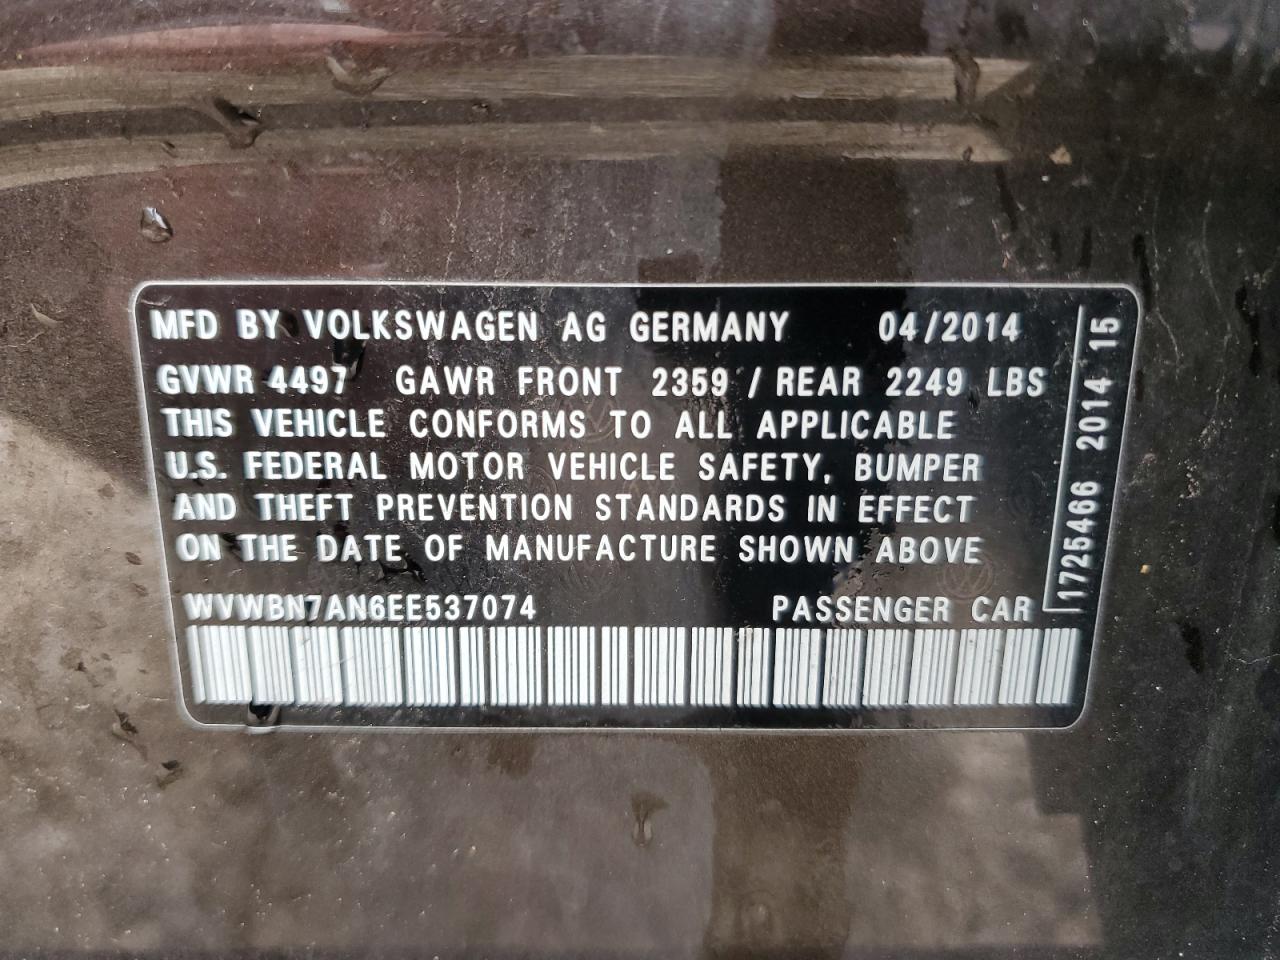 MFD BY VOLKSWAGEN AG GERMANY 04/2014
GVWR 4497 GAWR FRONT 2359 / REAR 2249 LBS
THIS VEHICLE CONFORMS TO ALL APPLICABLE
U.S. FEDERAL MOTOR VEHICLE SAFETY, BUMPER
AND THEFT PREVENTION STANDARDS IN EFFECT
ON THE DATE OF MANUFACTURE SHOWN ABOVE
WVWBN7AN6EE537074 PASSENGER CAR
1725466 2014 15